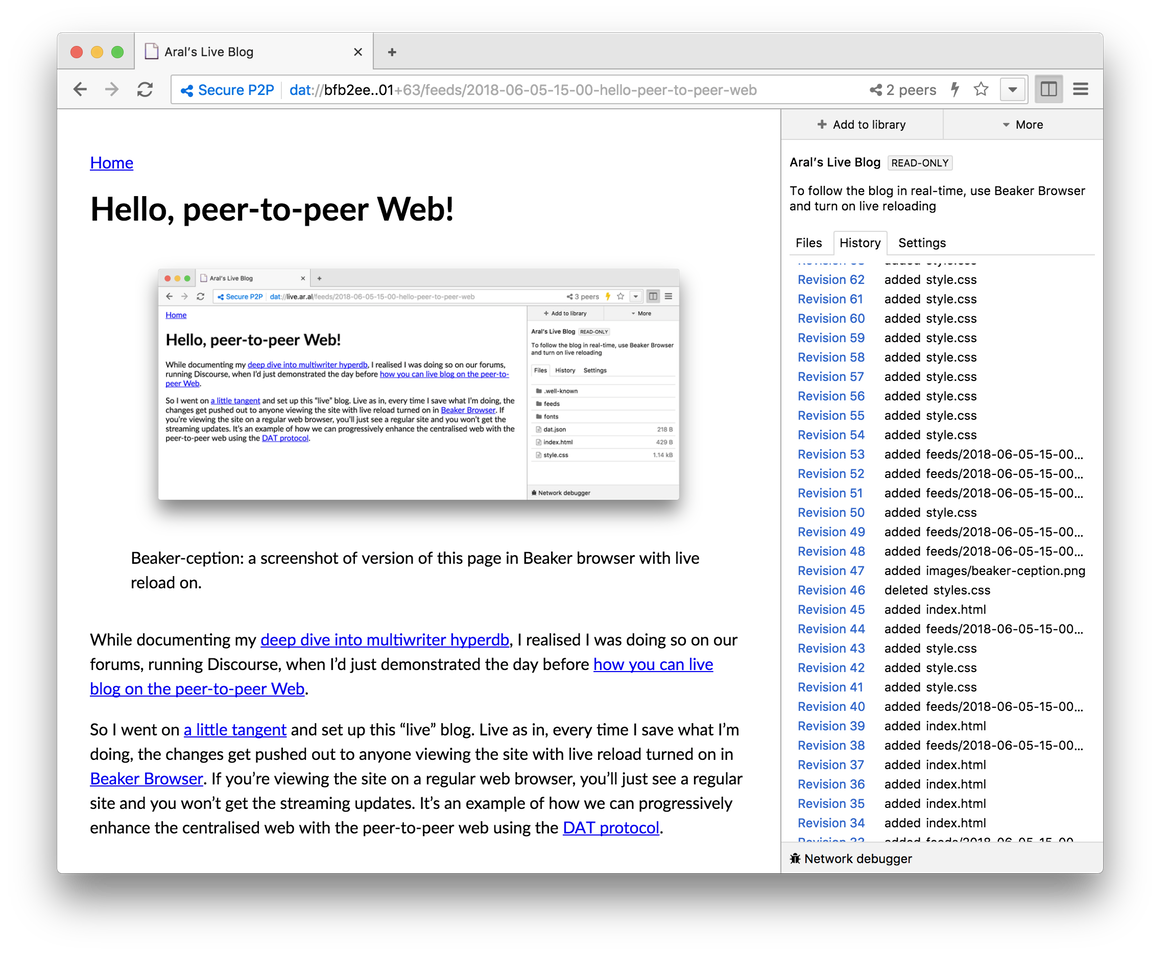 Aral's Live Blog
Secure P2P dat://bfb2ee..01+63/feeds/2018-06-05-15-00-hello-peer-to-peer-web 2 peers
Home
Hello, peer-to-peer Web!
Aral's Live Blog
Secure P2P dat://live.ar.al/feeds/2018-06-05-15-00-hello-peer-to-peer-web 3 peers
Home
Hello, peer-to-peer Web!
While documenting my deep dive into multiwriter hyperdb, I realised I was doing so on our forums,
running Discourse, when I'd just demonstrated the day before how you can live blog on the peer-to-
peer Web.
So I went on a little tangent and set up this "live" blog. Live as in, every time I save what I'm doing, the
changes get pushed out to anyone viewing the site with live reload turned on in Beaker Browser. If
you're viewing the site on a regular web browser, you'll just see a regular site and you won't get the
streaming updates. It's an example of how we can progressively enhance the centralised web with the
peer-to-peer web using the DAT protocol.
+ Add to library
More
Aral's Live Blog READ-ONLY
To follow the blog in real-time, use Beaker Browser
and turn on live reloading
Files History Settings
.well-known
feeds
fonts
dat.json 218 B
index.html 429 B
style.css 1.14 kB
Network debugger
Beaker-ception: a screenshot of version of this page in Beaker browser with live
reload on.
While documenting my deep dive into multiwriter hyperdb, I realised I was doing so on our
forums, running Discourse, when I’d just demonstrated the day before how you can live
blog on the peer-to-peer Web.
So I went on a little tangent and set up this “live” blog. Live as in, every time I save what I’m
doing, the changes get pushed out to anyone viewing the site with live reload turned on in
Beaker Browser. If you’re viewing the site on a regular web browser, you’ll just see a regular
site and you won’t get the streaming updates. It’s an example of how we can progressively
enhance the centralised web with the peer-to-peer web using the DAT protocol.
+ Add to library
More
Aral's Live Blog READ-ONLY
To follow the blog in real-time, use Beaker Browser
and turn on live reloading
Files History Settings
added style.css
Revision 62 added style.css
Revision 61 added style.css
Revision 60 added style.css
Revision 59 added style.css
Revision 58 added style.css
Revision 57 added style.css
Revision 56 added style.css
Revision 55 added style.css
Revision 54 added style.css
Revision 53 added feeds/2018-06-05-15-00...
Revision 52 added feeds/2018-06-05-15-00...
Revision 51 added feeds/2018-06-05-15-00...
Revision 50 added style.css
Revision 49 added feeds/2018-06-05-15-00...
Revision 48 added feeds/2018-06-05-15-00...
Revision 47 added images/beaker-ception.png
Revision 46 deleted styles.css
Revision 45 added index.html
Revision 44 added feeds/2018-06-05-15-00...
Revision 43 added style.css
Revision 42 added style.css
Revision 41 added style.css
Revision 40 added feeds/2018-06-05-15-00...
Revision 39 added index.html
Revision 38 added feeds/2018-06-05-15-00...
Revision 37 added index.html
Revision 36 added index.html
Revision 35 added index.html
Revision 34 added index.html
Revision 33 added feeds/2018-06-05-15-00
Network debugger